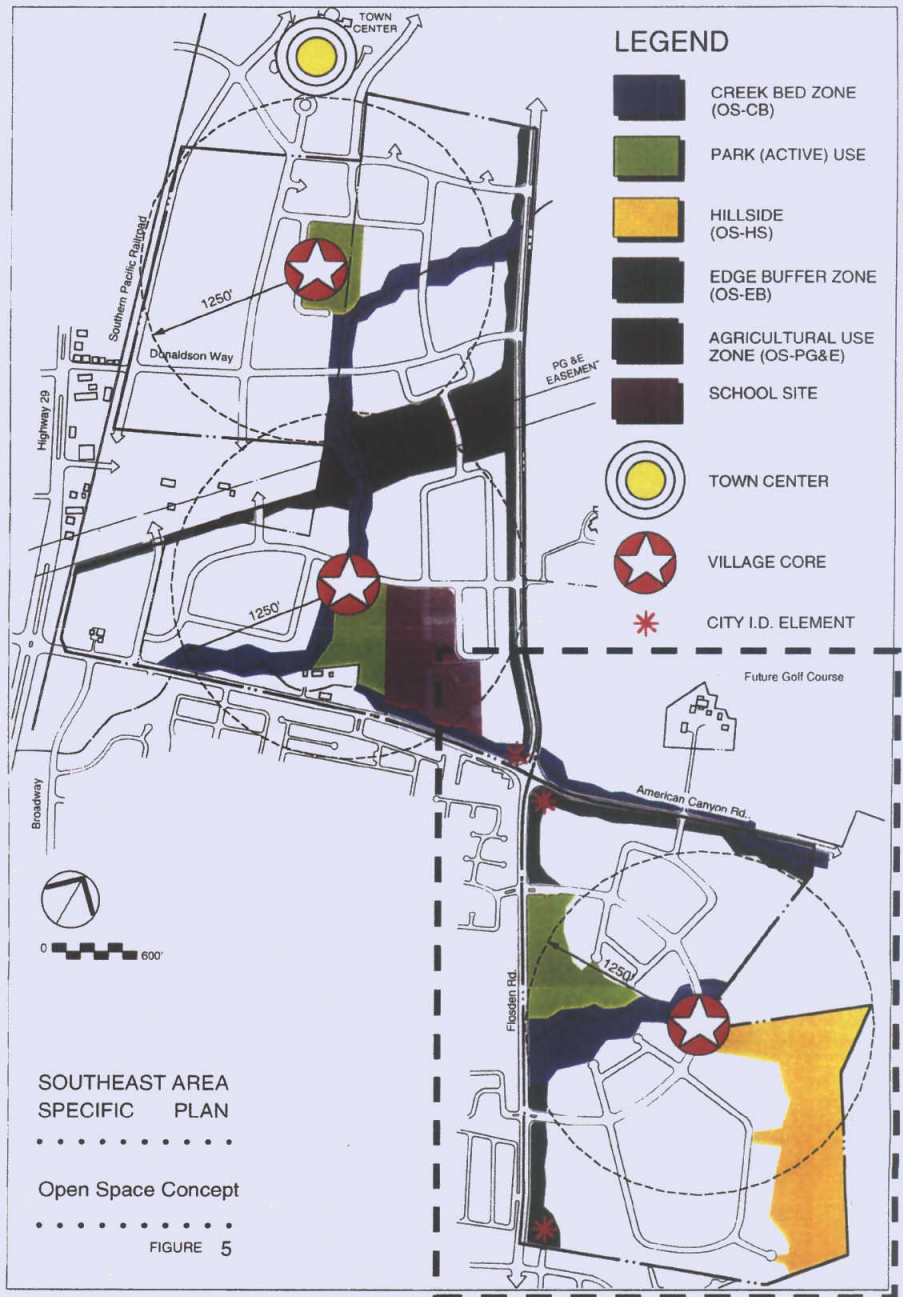 TOWN
CENTER
LEGEND
CREEK BED ZONE
(OS-CB)
PARK (ACTIVE) USE
HILLSIDE
(OS-HS)
EDGE BUFFER ZONE
(OS-EB)
AGRICULTURAL USE
ZONE (OS-PG&E)
SCHOOL SITE
TOWN CENTER
VILLAGE CORE
CITY I.D. ELEMENT
Southern Pacific Railroad
1250'
Donaldson Way
Highway 29
PG &E
EASEMENT
1250'
Broadway
Future Golf Course
American Canyon Rd.
1250'
Flosden Rd.
0 600'
SOUTHEAST AREA
SPECIFIC PLAN
Open Space Concept
FIGURE 5